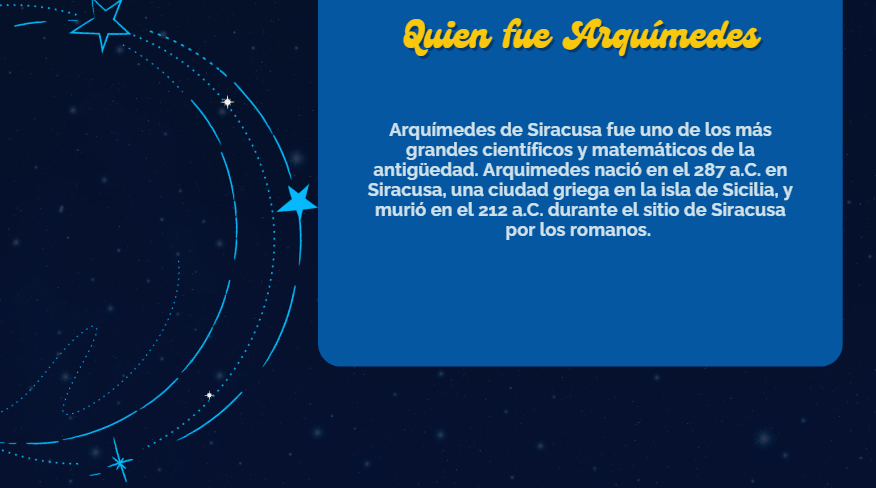 Quien fue Arquímedes
Arquímedes de Siracusa fue uno de los más
grandes científicos y matemáticos de la
antigüedad. Arquimedes nació en el 287 a.C. en
Siracusa, una ciudad griega en la isla de Sicilia, y
murió en el 212 a.C. durante el sitio de Siracusa
por los romanos.